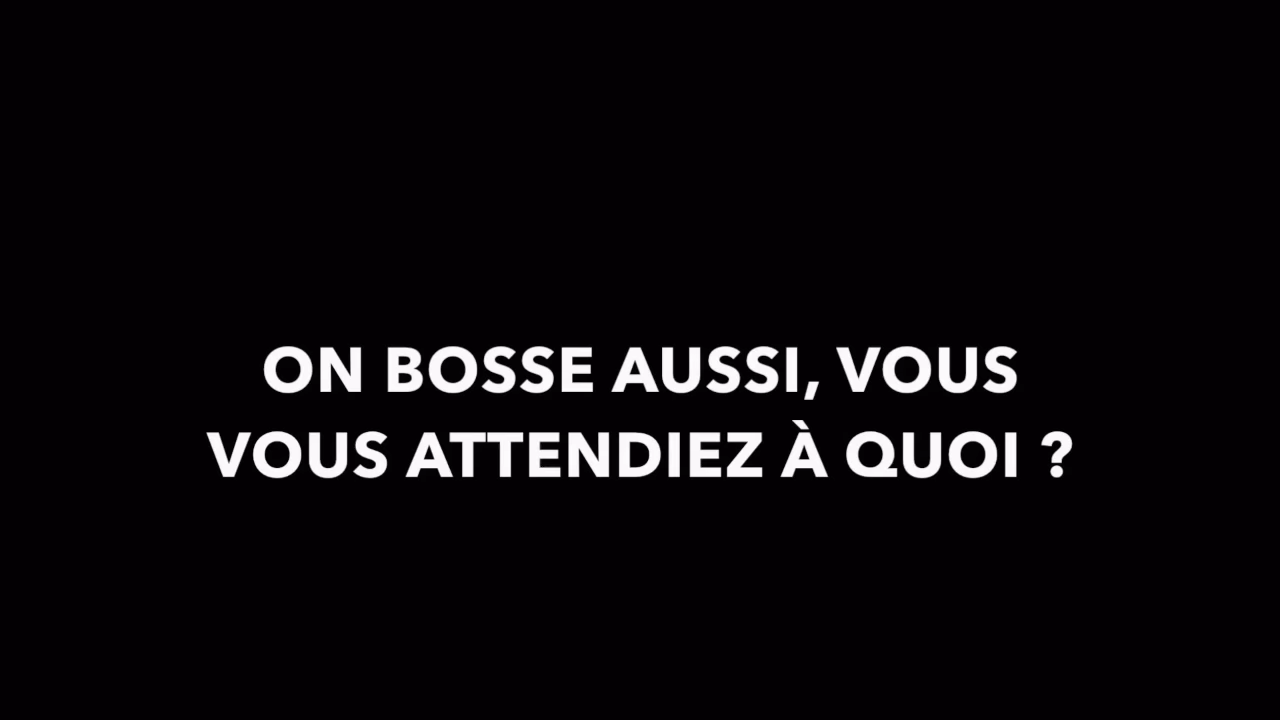 ON BOSSE AUSSI, VOUS
VOUS ATTENDIEZ À QUOI ?